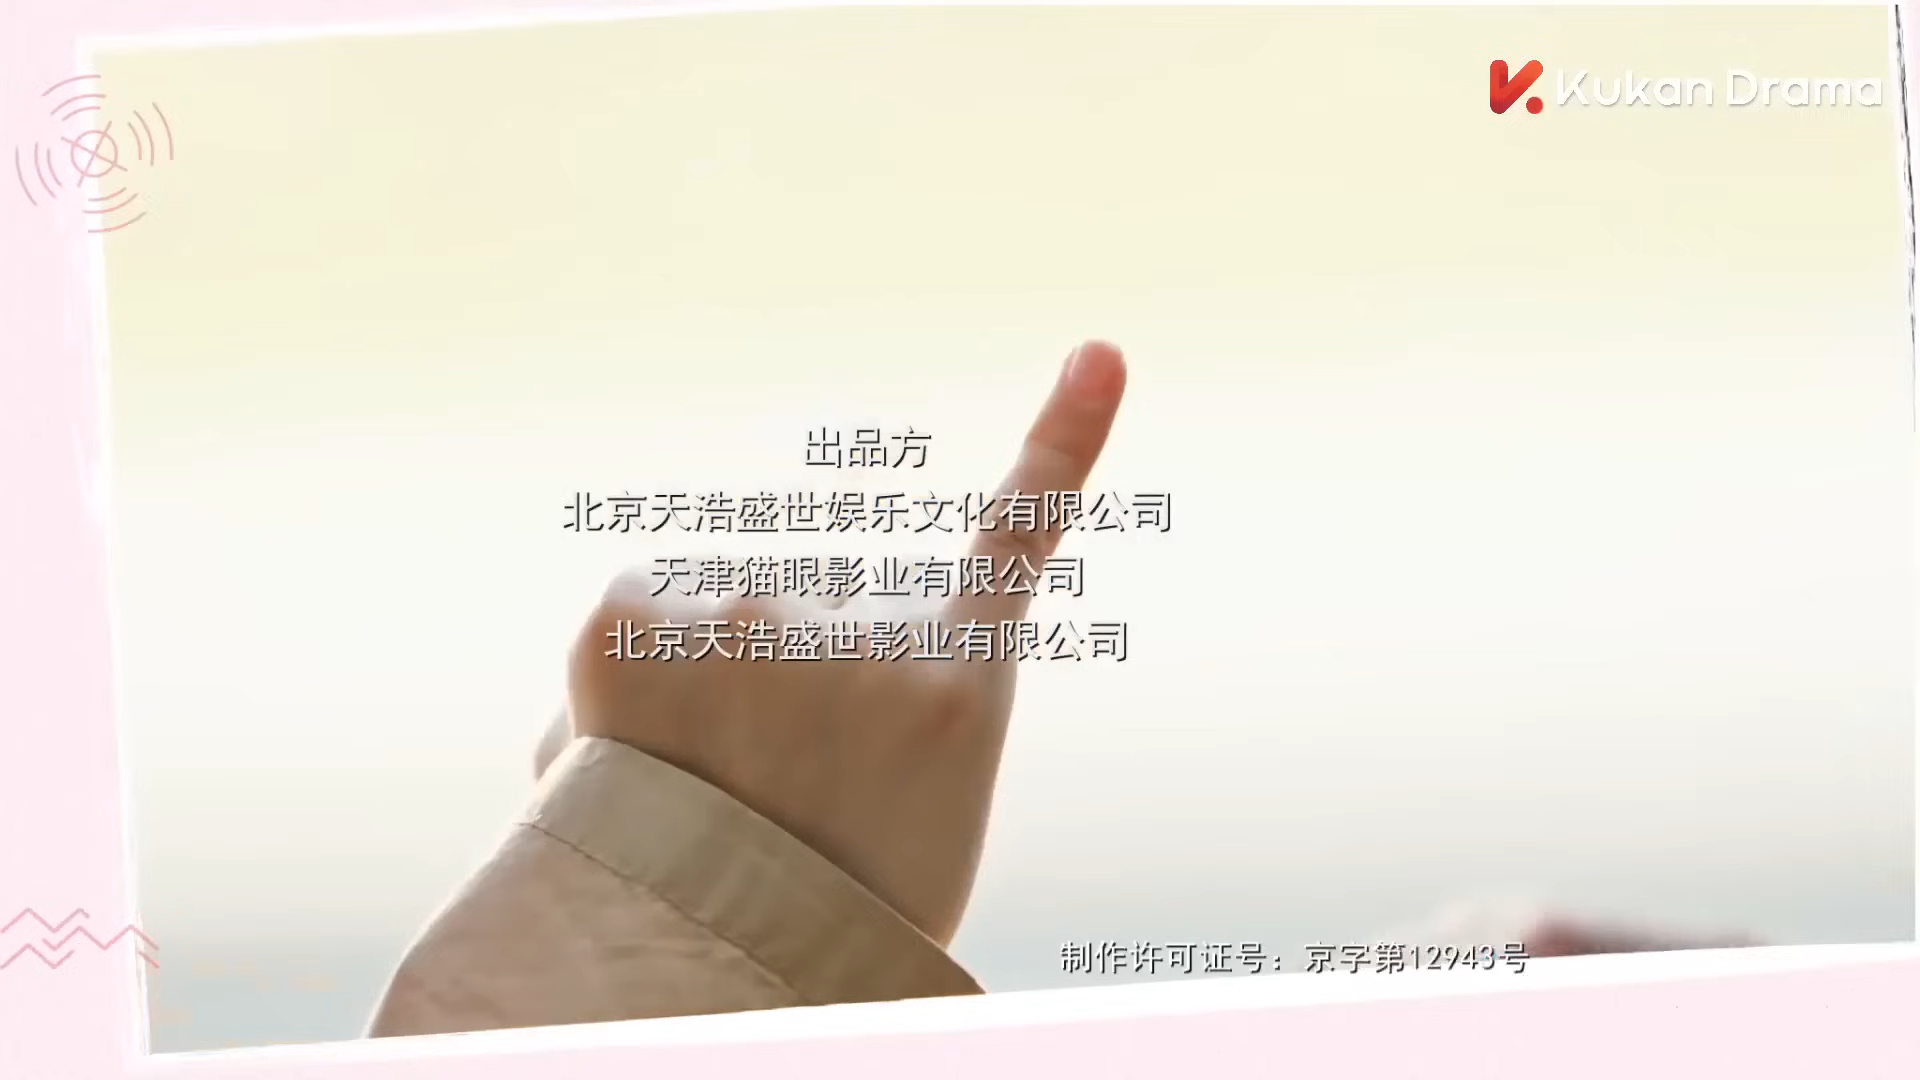 Kukan Drama
出品方
北京天浩盛世娱乐文化有限公司
天津猫眼影业有限公司
北京天浩盛世影业有限公司
制作许可证号：京字第12943号